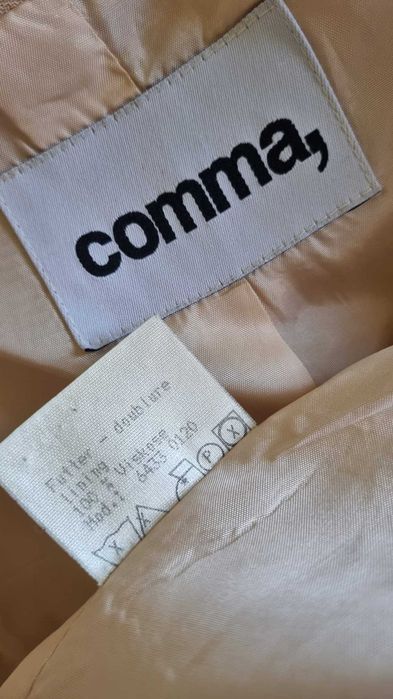 comma,
Futter - doublure
lining
100 % Viskose
Mod.: 6433 0120
P